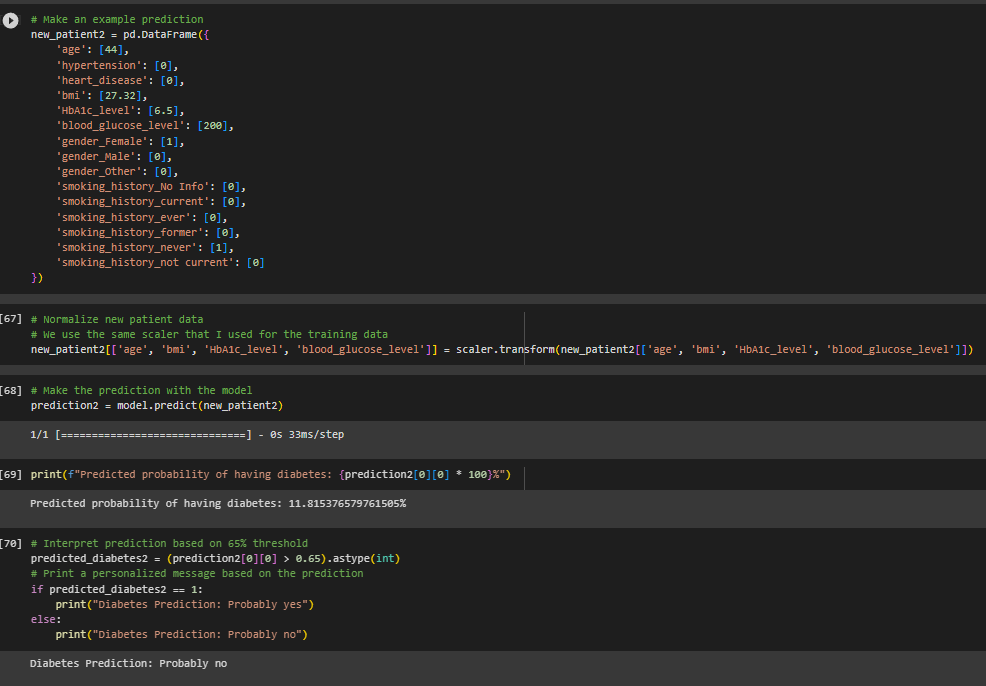 # Make an example prediction
new_patient2 = pd.DataFrame({
    'age': [44],
    'hypertension': [0],
    'heart_disease': [0],
    'bmi': [27.32],
    'HbA1c_level': [6.5],
    'blood_glucose_level': [200],
    'gender_Female': [1],
    'gender_Male': [0],
    'gender_Other': [0],
    'smoking_history_No Info': [0],
    'smoking_history_current': [0],
    'smoking_history_ever': [0],
    'smoking_history_former': [0],
    'smoking_history_never': [1],
    'smoking_history_not current': [0]
})
[67] # Normalize new patient data
# We use the same scaler that I used for the training data
new_patient2[['age', 'bmi', 'HbA1c_level', 'blood_glucose_level']] = scaler.transform(new_patient2[['age', 'bmi', 'HbA1c_level', 'blood_glucose_level']])
[68] # Make the prediction with the model
prediction2 = model.predict(new_patient2)
1/1 [==============================] - 0s 33ms/step
[69] print(f"Predicted probability of having diabetes: {prediction2[0][0] * 100}%")
Predicted probability of having diabetes: 11.815376579761505%
[70] # Interpret prediction based on 65% threshold
predicted_diabetes2 = (prediction2[0][0] > 0.65).astype(int)
# Print a personalized message based on the prediction
if predicted_diabetes2 == 1:
    print("Diabetes Prediction: Probably yes")
else:
    print("Diabetes Prediction: Probably no")
Diabetes Prediction: Probably no